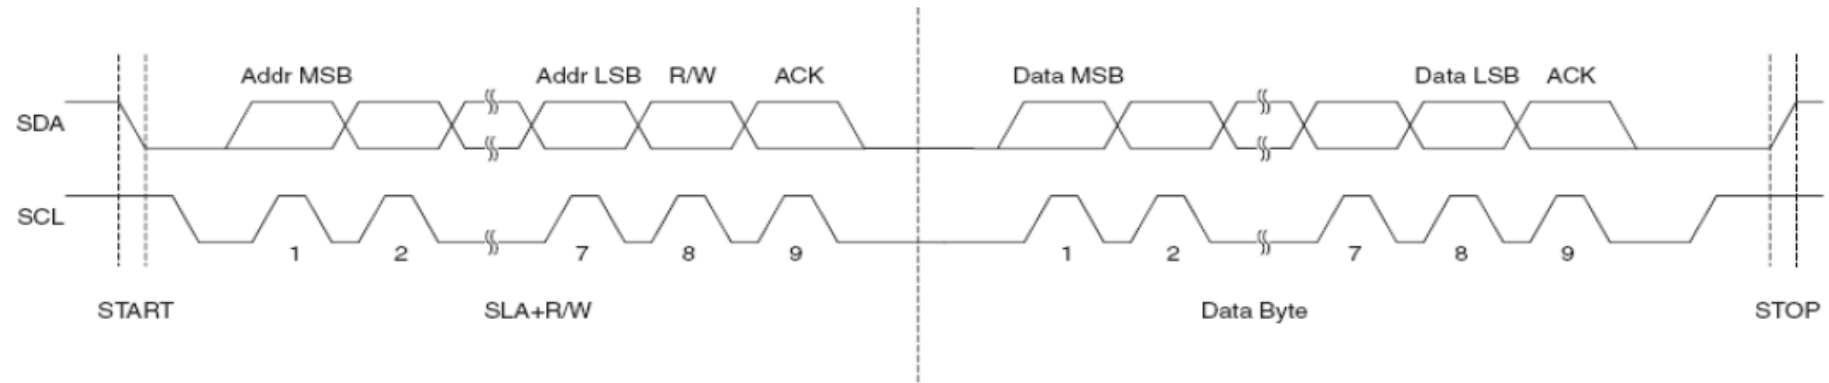 Addr MSB Addr LSB R/W ACK Data MSB Data LSB ACK
SDA
SCL
1 2 7 8 9 1 2 7 8 9
START SLA+R/W Data Byte STOP